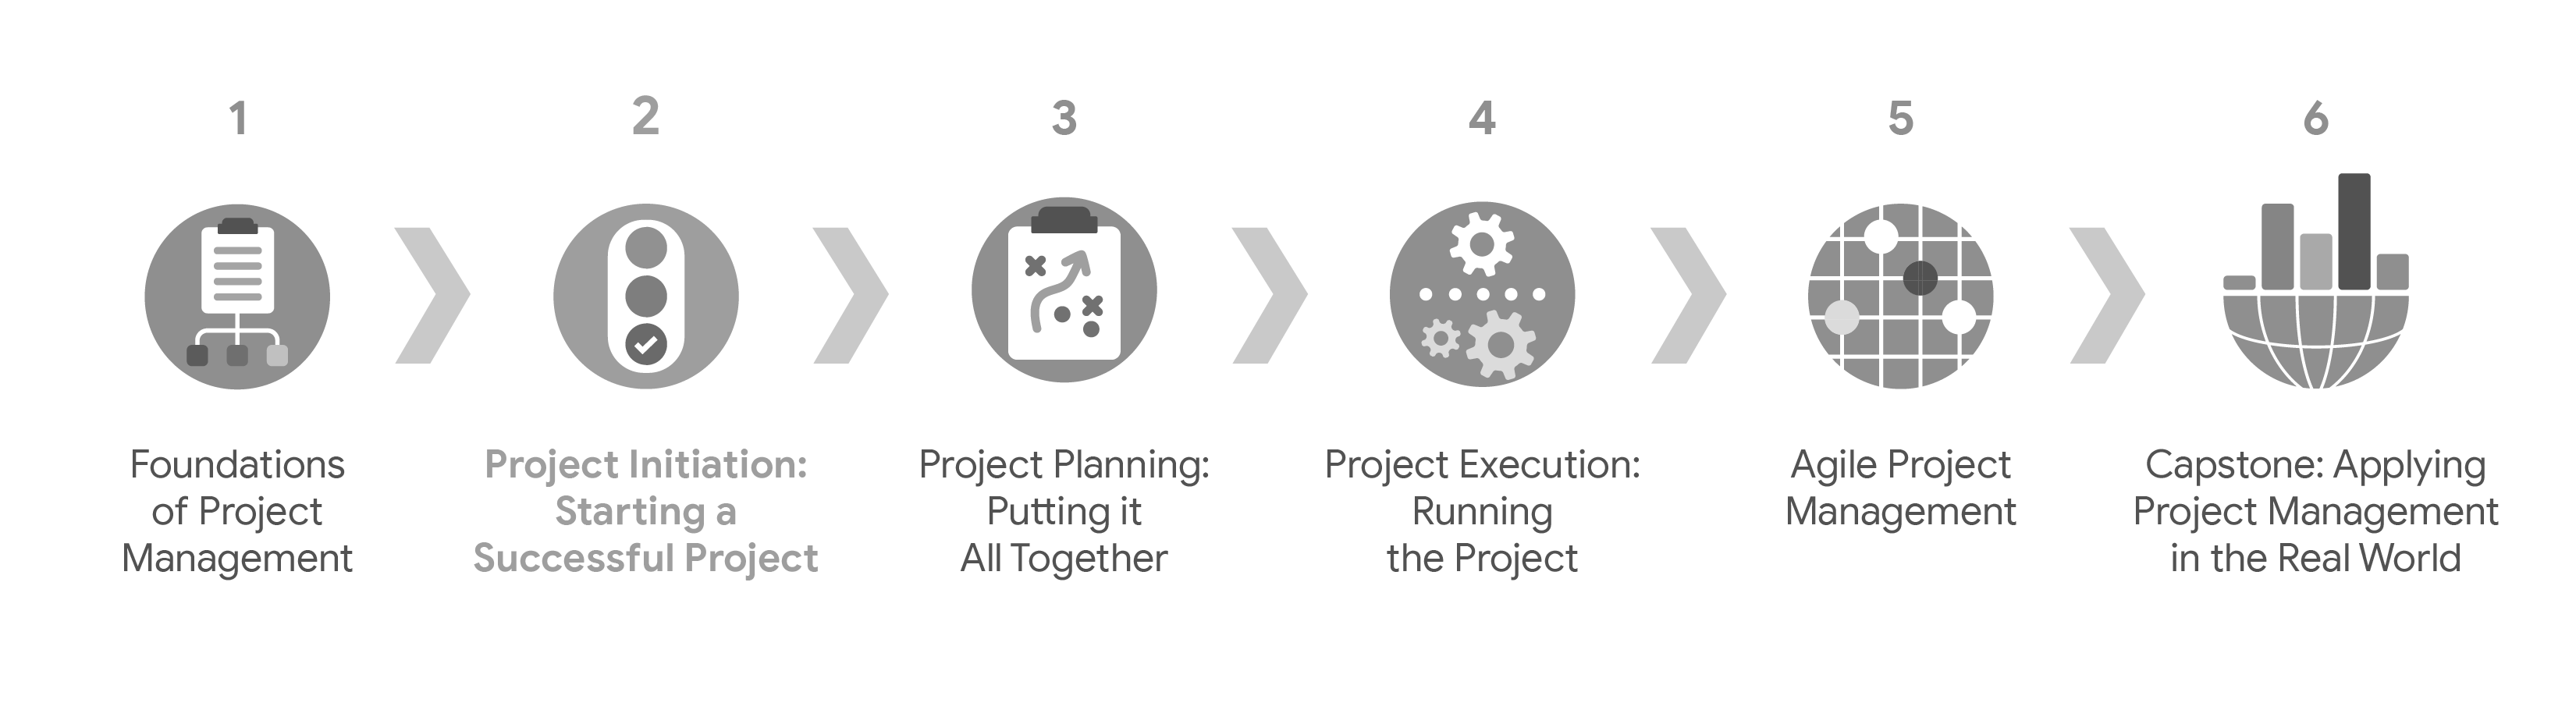 1
Foundations
of Project
Management
2
Project Initiation:
Starting a
Successful Project
3
Project Planning:
Putting it
All Together
4
Project Execution:
Running
the Project
5
Agile Project
Management
6
Capstone: Applying
Project Management
in the Real World